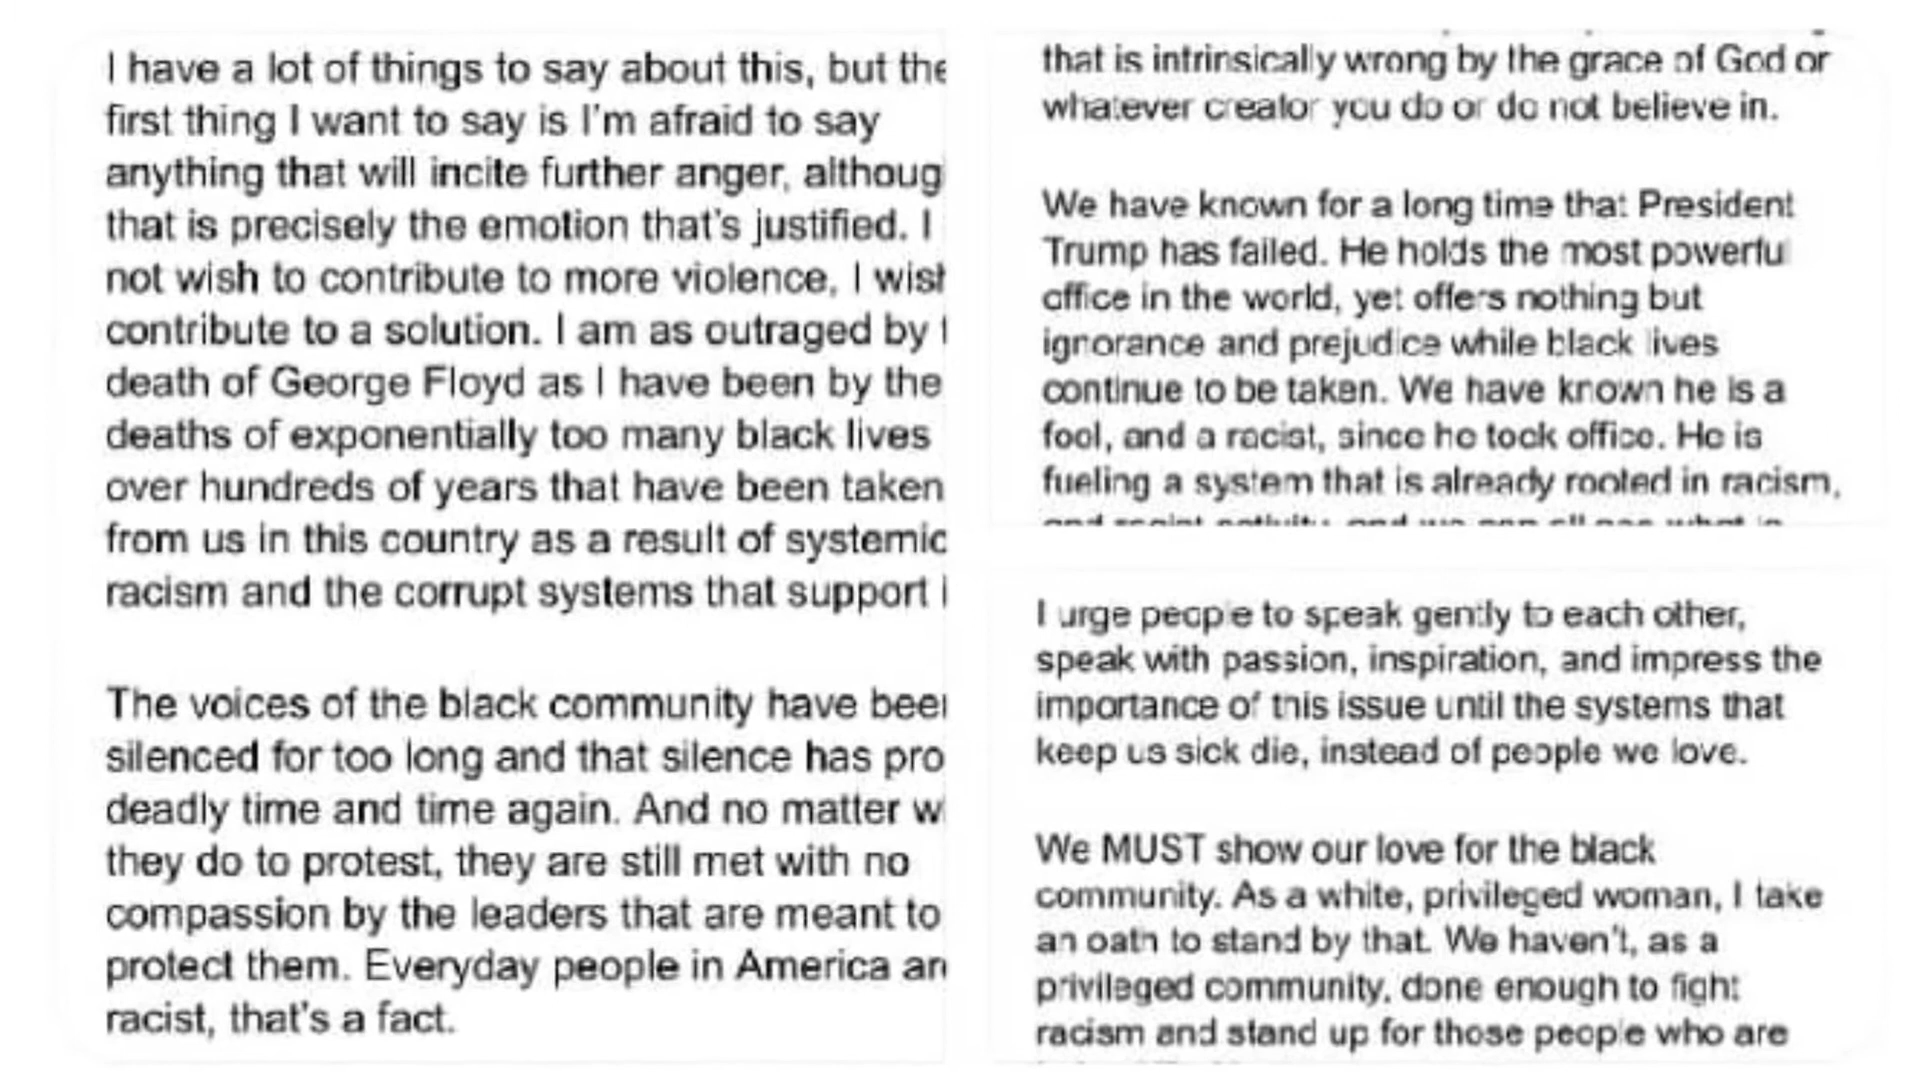 I have a lot of things to say about this, but the
first thing I want to say is I'm afraid to say
anything that will incite further anger, althoug
that is precisely the emotion that's justified. I
not wish to contribute to more violence, I wish
contribute to a solution. I am as outraged by
death of George Floyd as I have been by the
deaths of exponentially too many black lives
over hundreds of years that have been taken
from us in this country as a result of systemic
racism and the corrupt systems that support
The voices of the black community have been
silenced for too long and that silence has pro
deadly time and time again. And no matter
they do to protest, they are still met with no
compassion by the leaders that are meant to
protect them. Everyday people in America are
racist, that's a fact.
that is intrinsically wrong by the grace of God or
whatever creator you do or do not believe in.
We have known for a long time that President
Trump has failed. He holds the most powerful
office in the world, yet offers nothing but
ignorance and prejudice while black lives
continue to be taken. We have known he is a
fool, and a racist, since he took office. He is
fueling a system that is already rooted in racism,
and racist activity, and we can all see what is
I urge people to speak gently to each other,
speak with passion, inspiration, and impress the
importance of this issue until the systems that
keep us sick die, instead of people we love.
We MUST show our love for the black
community. As a white, privileged woman, I take
an oath to stand by that. We haven't, as a
privileged community, done enough to fight
racism and stand up for those people who are